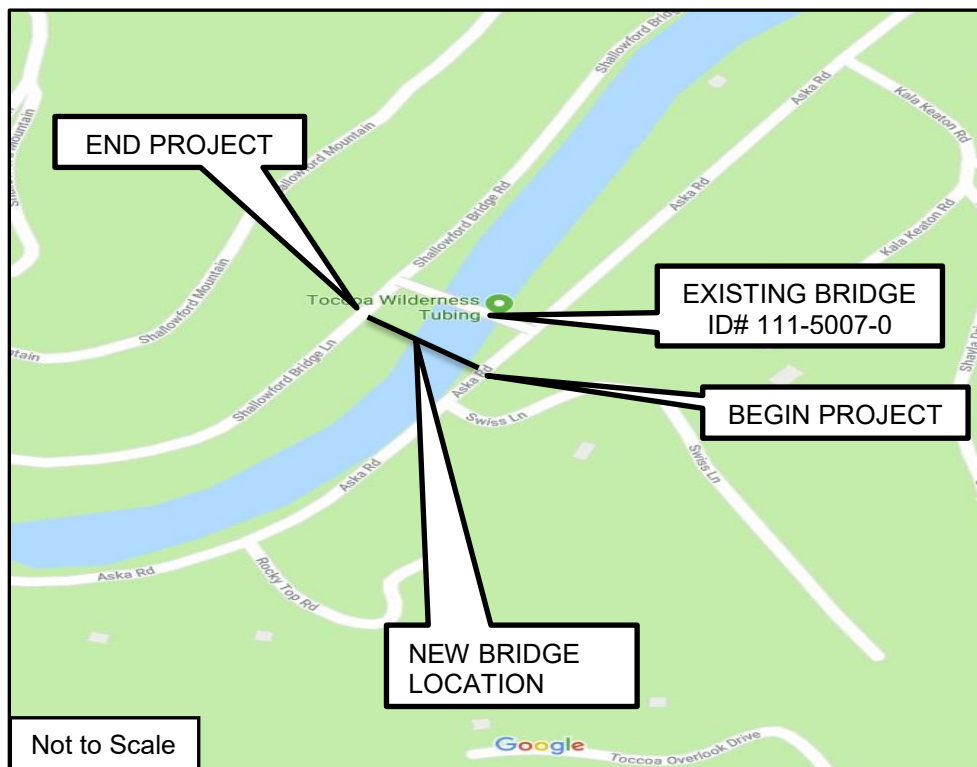 Shallowford Bridge
Aska Rd
Kala Keaton Rd
END PROJECT
Shallowford Mountain
Shallowford Bridge Rd
Aska Rd
Kala Keaton Rd
Toccoa Wilderness
Tubing
EXISTING BRIDGE
ID# 111-5007-0
Shallowford Mountain
Shallowford Bridge Ln
Aska Rd
Swiss Ln
BEGIN PROJECT
Swiss Ln
Aska Rd
Aska Rd
Rocky Top Rd
NEW BRIDGE
LOCATION
Not to Scale
Google
Toccoa Overlook Drive